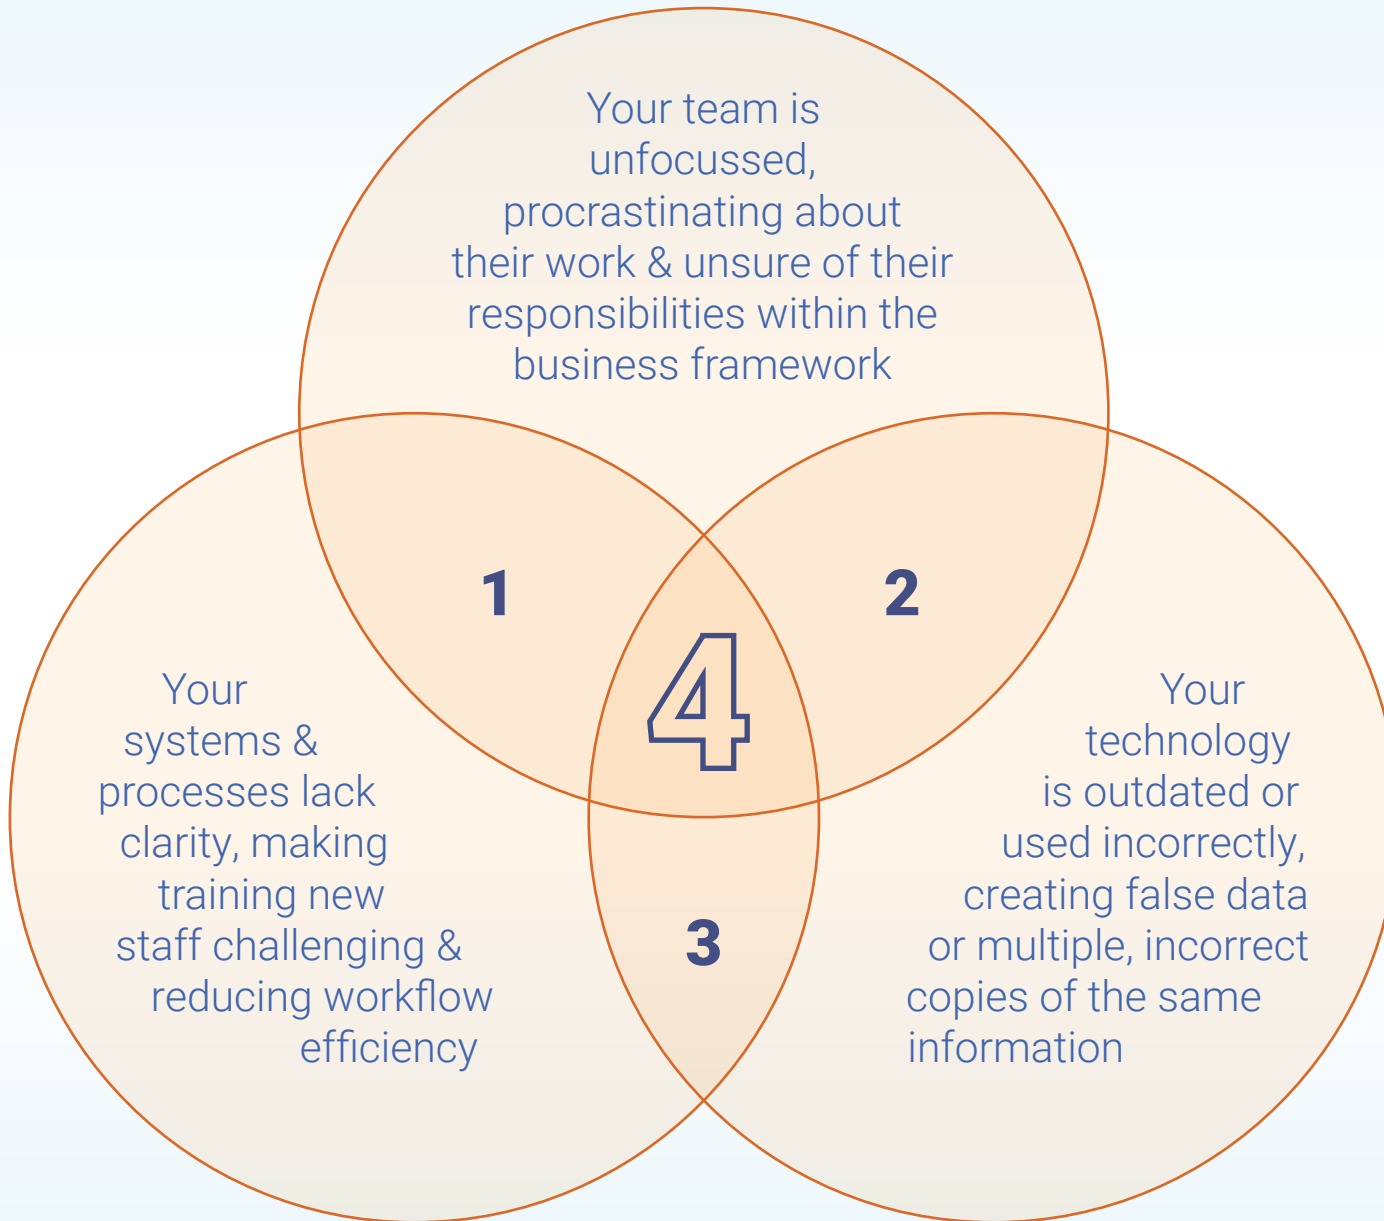 Your team is
unfocussed,
procrastinating about
their work & unsure of their
responsibilities within the
business framework
1
2
4
3
Your
systems &
processes lack
clarity, making
training new
staff challenging &
reducing workflow
efficiency
Your
technology
is outdated or
used incorrectly,
creating false data
or multiple, incorrect
copies of the same
information